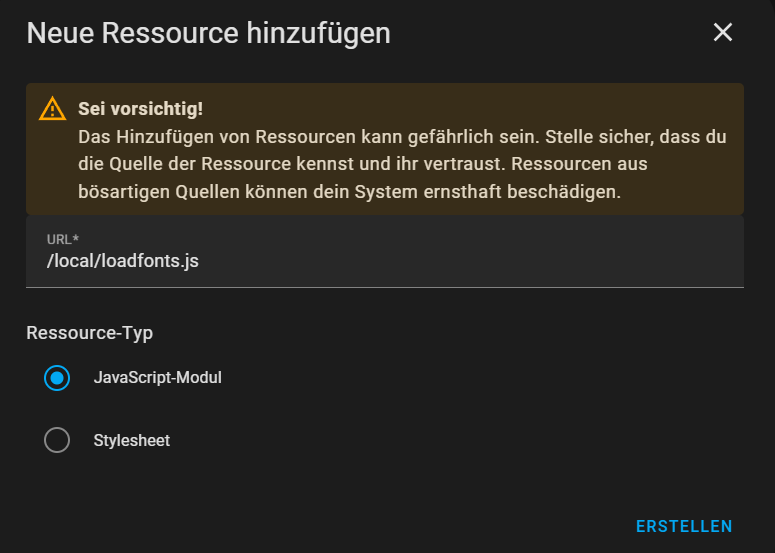 Neue Ressource hinzufügen
Sei vorsichtig!
Das Hinzufügen von Ressourcen kann gefährlich sein. Stelle sicher, dass du
die Quelle der Ressource kennst und ihr vertraust. Ressourcen aus
bösartigen Quellen können dein System ernsthaft beschädigen.
URL*
/local/loadfonts.js
Ressource-Typ
JavaScript-Modul
Stylesheet
ERSTELLEN